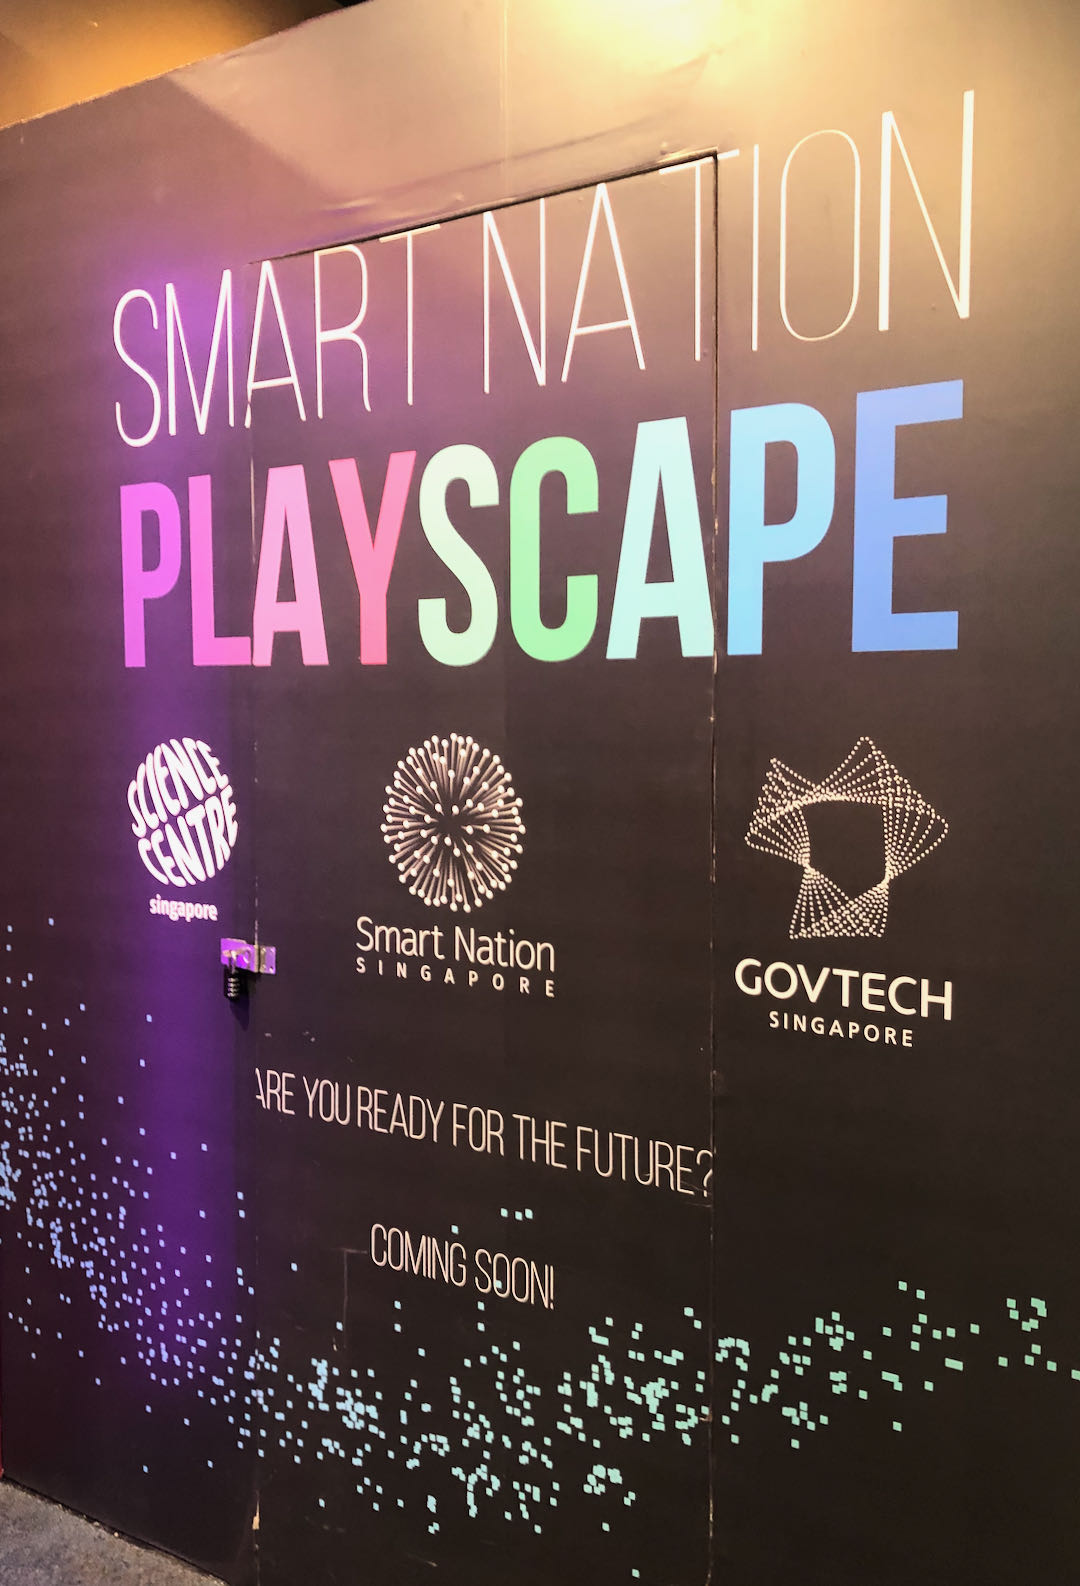 SMART NATION
PLAYSCAPE
SCIENCE
CENTRE
singapore
Smart Nation
SINGAPORE
GOVTECH
SINGAPORE
ARE YOU READY FOR THE FUTURE?
COMING SOON!